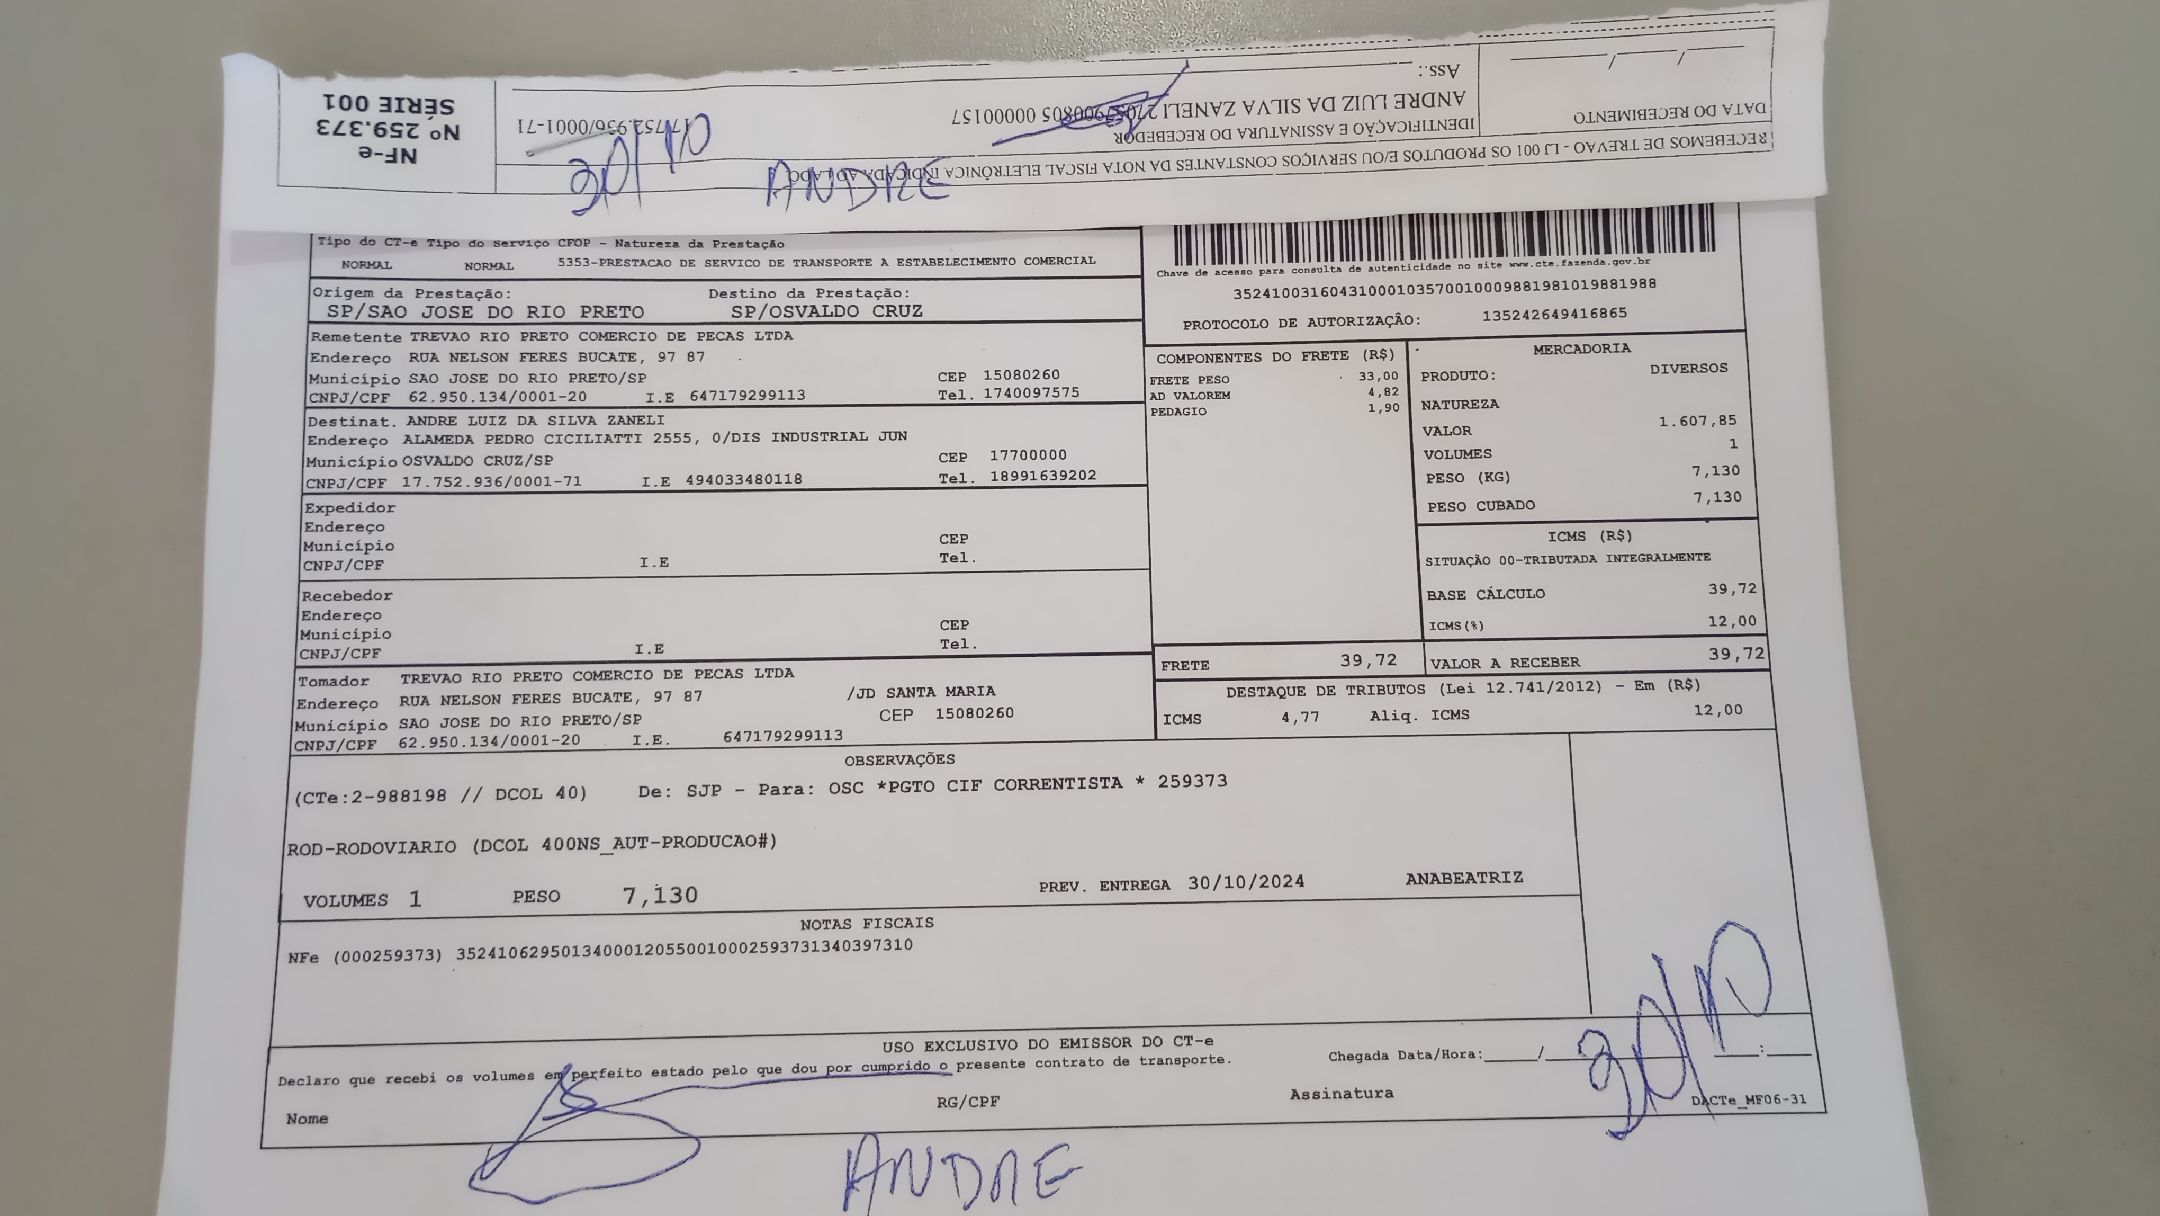 RECEBEMOS DE TREVAO - LJ 001 OS PRODUTOS E/OU SERVIÇOS CONSTANTES DA NOTA FISCAL ELETRÔNICA INDICADA AO LADO
DATA DO RECEBIMENTO
IDENTIFICAÇÃO E ASSINATURA DO RECEBEDOR
ANDRE LUIZ DA SILVA ZANELI
00000157
17.752.936/0001-71
Ass.:
NF-e
Nº 259.373
SÉRIE 001
30/10
ANDRE
Tipo do CT-e Tipo do Serviço CFOP - Natureza da Prestação
NORMAL NORMAL 5353-PRESTACAO DE SERVICO DE TRANSPORTE A ESTABELECIMENTO COMERCIAL
Chave de acesso para consulta de autenticidade no site www.cte.fazenda.gov.br
35241003160431000103570010009881981019881988
PROTOCOLO DE AUTORIZAÇÂO: 135242649416865
Origem da Prestação: Destino da Prestação:
SP/SAO JOSE DO RIO PRETO SP/OSVALDO CRUZ
Remetente TREVAO RIO PRETO COMERCIO DE PECAS LTDA
Endereço RUA NELSON FERES BUCATE, 97 87
Município SAO JOSE DO RIO PRETO/SP CEP 15080260
CNPJ/CPF 62.950.134/0001-20 I.E 647179299113 Tel. 1740097575
Destinat. ANDRE LUIZ DA SILVA ZANELI
Endereço ALAMEDA PEDRO CICILIATTI 2555, 0/DIS INDUSTRIAL JUN
Município OSVALDO CRUZ/SP CEP 17700000
CNPJ/CPF 17.752.936/0001-71 I.E 494033480118 Tel. 18991639202
Expedidor
Endereço
Município CEP
CNPJ/CPF I.E Tel.
Recebedor
Endereço
Município CEP
CNPJ/CPF I.E Tel.
Tomador TREVAO RIO PRETO COMERCIO DE PECAS LTDA
Endereço RUA NELSON FERES BUCATE, 97 87 /JD SANTA MARIA
Município SAO JOSE DO RIO PRETO/SP CEP 15080260
CNPJ/CPF 62.950.134/0001-20 I.E. 647179299113
COMPONENTES DO FRETE (R$)
FRETE PESO 33,00
AD VALOREM 4,82
PEDAGIO 1,90
FRETE 39,72
MERCADORIA
PRODUTO: DIVERSOS
NATUREZA
VALOR 1.607,85
VOLUMES 1
PESO (KG) 7,130
PESO CUBADO 7,130
ICMS (R$)
SITUAÇÃO 00-TRIBUTADA INTEGRALMENTE
BASE CÁLCULO 39,72
ICMS(%) 12,00
VALOR A RECEBER 39,72
DESTAQUE DE TRIBUTOS (Lei 12.741/2012) - Em (R$)
ICMS 4,77 Aliq. ICMS 12,00
OBSERVAÇÕES
(CTe:2-988198 // DCOL 40) De: SJP - Para: OSC *PGTO CIF CORRENTISTA * 259373
ROD-RODOVIARIO (DCOL 400NS_AUT-PRODUCAO#)
VOLUMES 1 PESO 7,130 PREV. ENTREGA 30/10/2024 ANABEATRIZ
NOTAS FISCAIS
NFe (000259373) 35241062950134000120550010002593731340397310
USO EXCLUSIVO DO EMISSOR DO CT-e
Declaro que recebi os volumes em perfeito estado pelo que dou por cumprido o presente contrato de transporte.
Chegada Data/Hora:____/____ ___:___
Nome RG/CPF Assinatura
DACTe_MF06-31
30/10
ANDRE